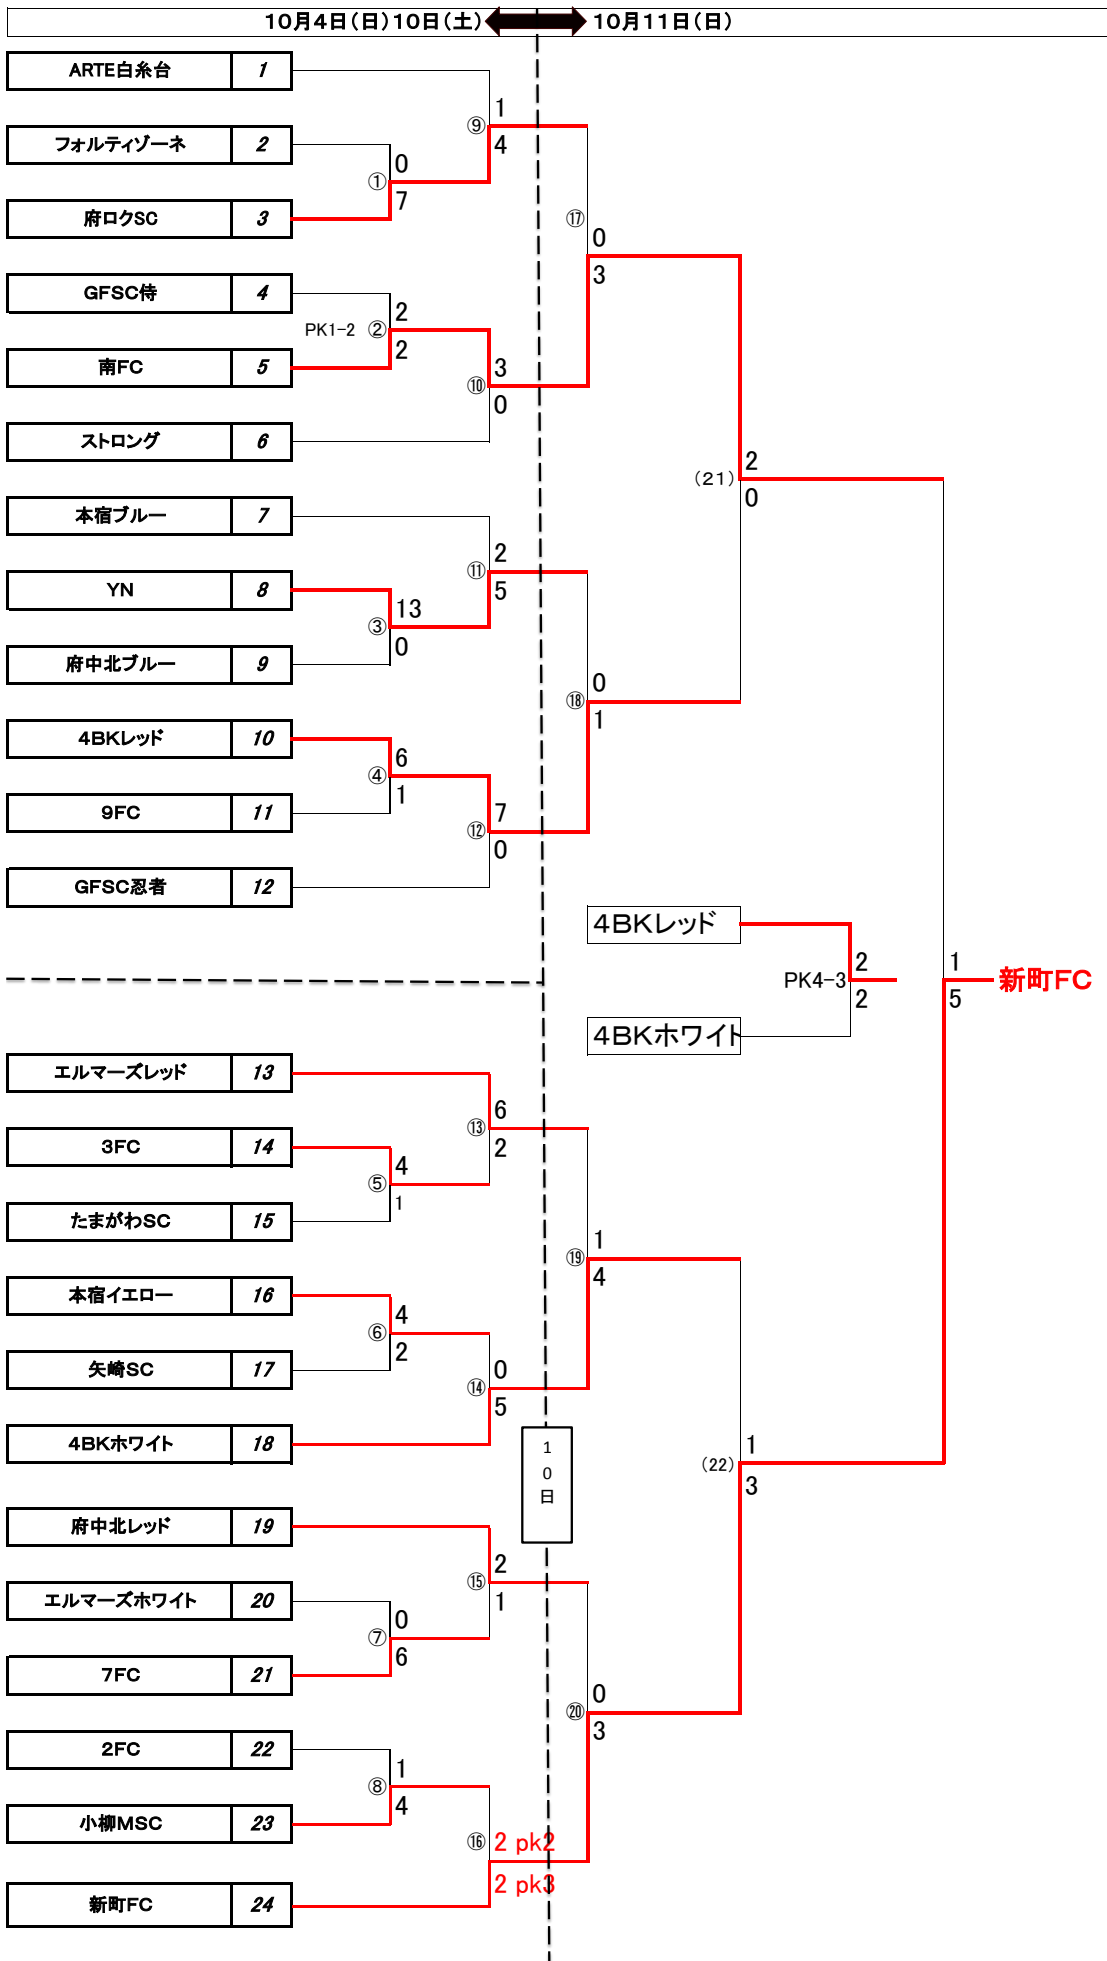 10月4日(日)10日(土) 10月11日(日)
ARTE白糸台 1
1
⑨
4
フォルティゾーネ 2
0
①
7
府ロクSC 3
⑰
0
3
GFSC侍 4
2
PK1-2 ②
2
南FC 5
3
⑩
0
ストロング 6
2
(21)
0
本宿ブルー 7
2
⑪
5
YN 8
13
③
0
府中北ブルー 9
0
⑱
1
4BKレッド 10
6
④
1
9FC 11
7
⑫
0
GFSC忍者 12
4BKレッド
2
PK4-3
2
4BKホワイト
1
新町FC
5
エルマーズレッド 13
6
⑬
2
3FC 14
4
⑤
1
たまがわSC 15
1
⑲
4
本宿イエロー 16
4
⑥
2
矢崎SC 17
0
⑭
5
4BKホワイト 18
10日
1
(22)
3
府中北レッド 19
2
⑮
1
エルマーズホワイト 20
0
⑦
6
7FC 21
0
⑳
3
2FC 22
1
⑧
4
小柳MSC 23
⑯ 2 pk2
2 pk3
新町FC 24